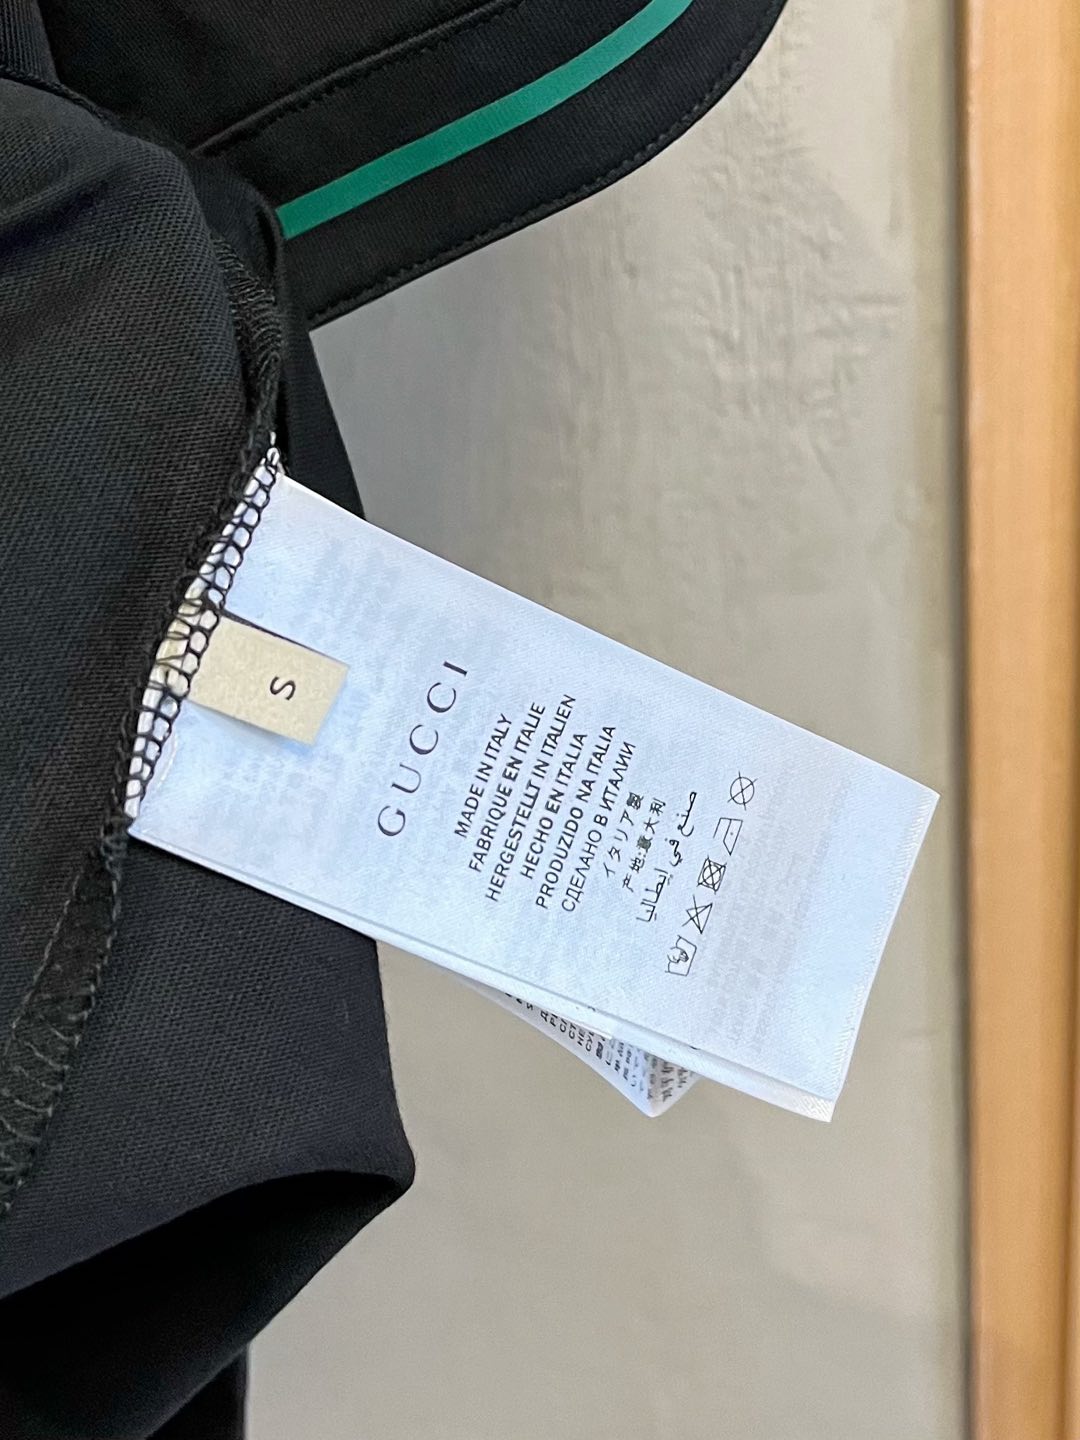 S
GUCCI
MADE IN ITALY
FABRIQUE EN ITALIE
HERGESTELLT IN ITALIEN
HECHO EN ITALIA
PRODUZIDO NA ITALIA
СДЕЛАНО В ИТАЛИИ
イタリア製
产地:意大利
صنع في إيطاليا